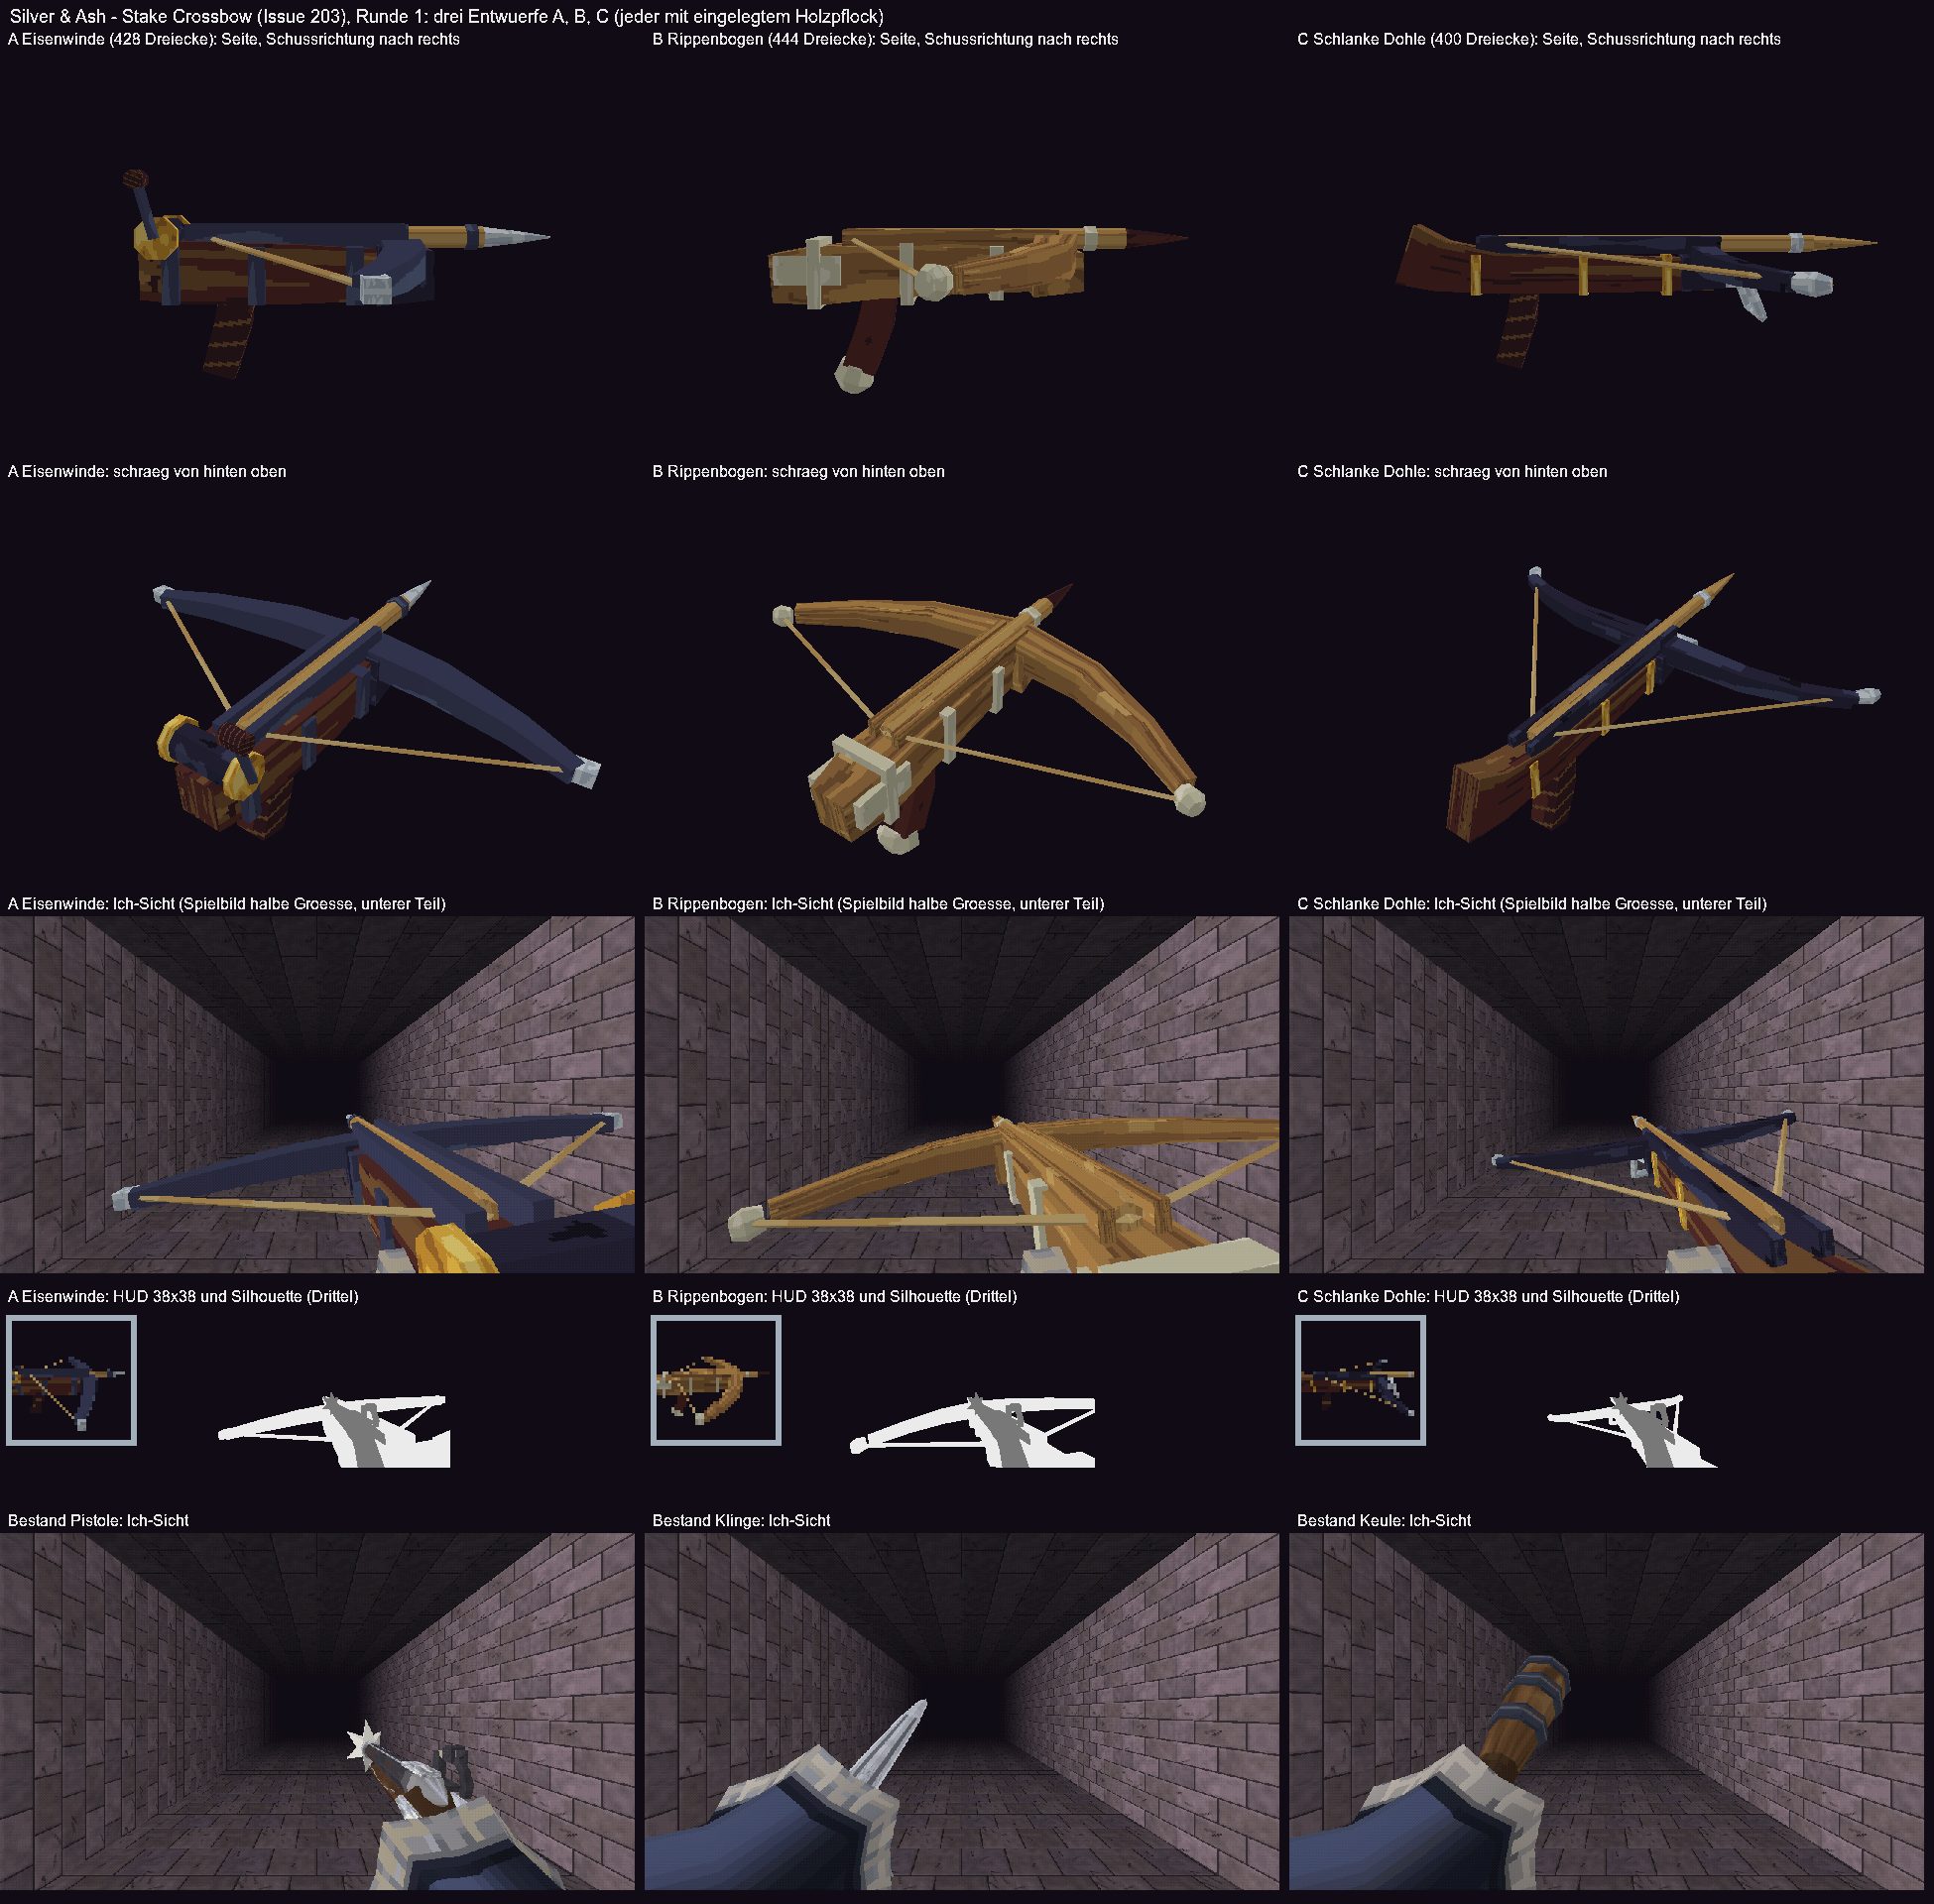 Silver & Ash - Stake Crossbow (Issue 203), Runde 1: drei Entwuerfe A, B, C (jeder mit eingelegtem Holzpflock)
A Eisenwinde (428 Dreiecke): Seite, Schussrichtung nach rechts
B Rippenbogen (444 Dreiecke): Seite, Schussrichtung nach rechts
C Schlanke Dohle (400 Dreiecke): Seite, Schussrichtung nach rechts
A Eisenwinde: schraeg von hinten oben
B Rippenbogen: schraeg von hinten oben
C Schlanke Dohle: schraeg von hinten oben
A Eisenwinde: Ich-Sicht (Spielbild halbe Groesse, unterer Teil)
B Rippenbogen: Ich-Sicht (Spielbild halbe Groesse, unterer Teil)
C Schlanke Dohle: Ich-Sicht (Spielbild halbe Groesse, unterer Teil)
A Eisenwinde: HUD 38x38 und Silhouette (Drittel)
B Rippenbogen: HUD 38x38 und Silhouette (Drittel)
C Schlanke Dohle: HUD 38x38 und Silhouette (Drittel)
Bestand Pistole: Ich-Sicht
Bestand Klinge: Ich-Sicht
Bestand Keule: Ich-Sicht